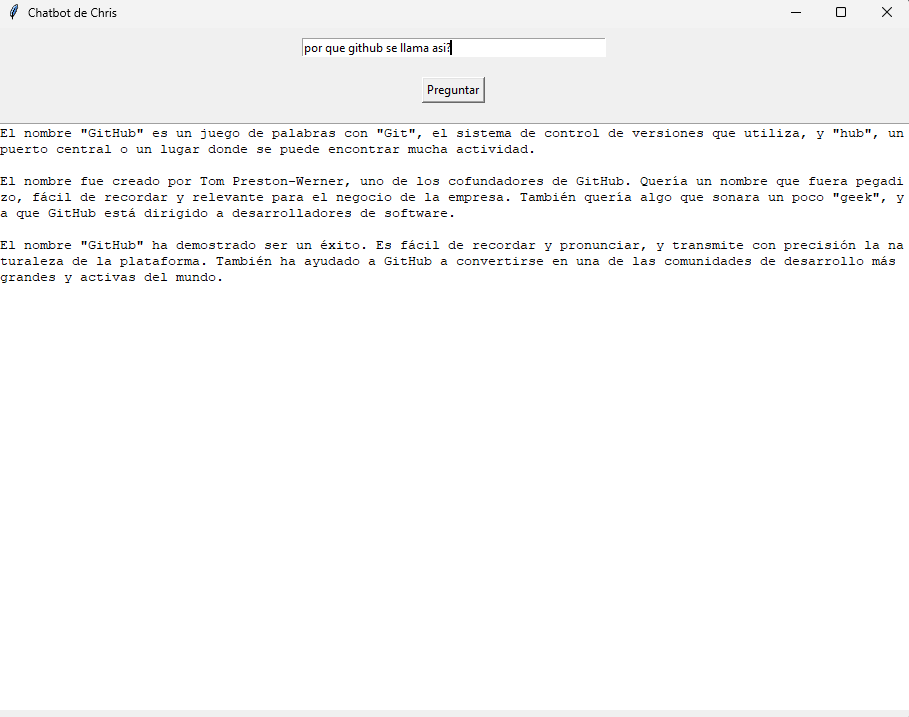 Chatbot de Chris
por que github se llama asi?
Preguntar
El nombre "GitHub" es un juego de palabras con "Git", el sistema de control de versiones que utiliza, y "hub", un
puerto central o un lugar donde se puede encontrar mucha actividad.
El nombre fue creado por Tom Preston-Werner, uno de los cofundadores de GitHub. Quería un nombre que fuera pegadi
zo, fácil de recordar y relevante para el negocio de la empresa. También quería algo que sonara un poco "geek", y
a que GitHub está dirigido a desarrolladores de software.
El nombre "GitHub" ha demostrado ser un éxito. Es fácil de recordar y pronunciar, y transmite con precisión la na
turaleza de la plataforma. También ha ayudado a GitHub a convertirse en una de las comunidades de desarrollo más
grandes y activas del mundo.